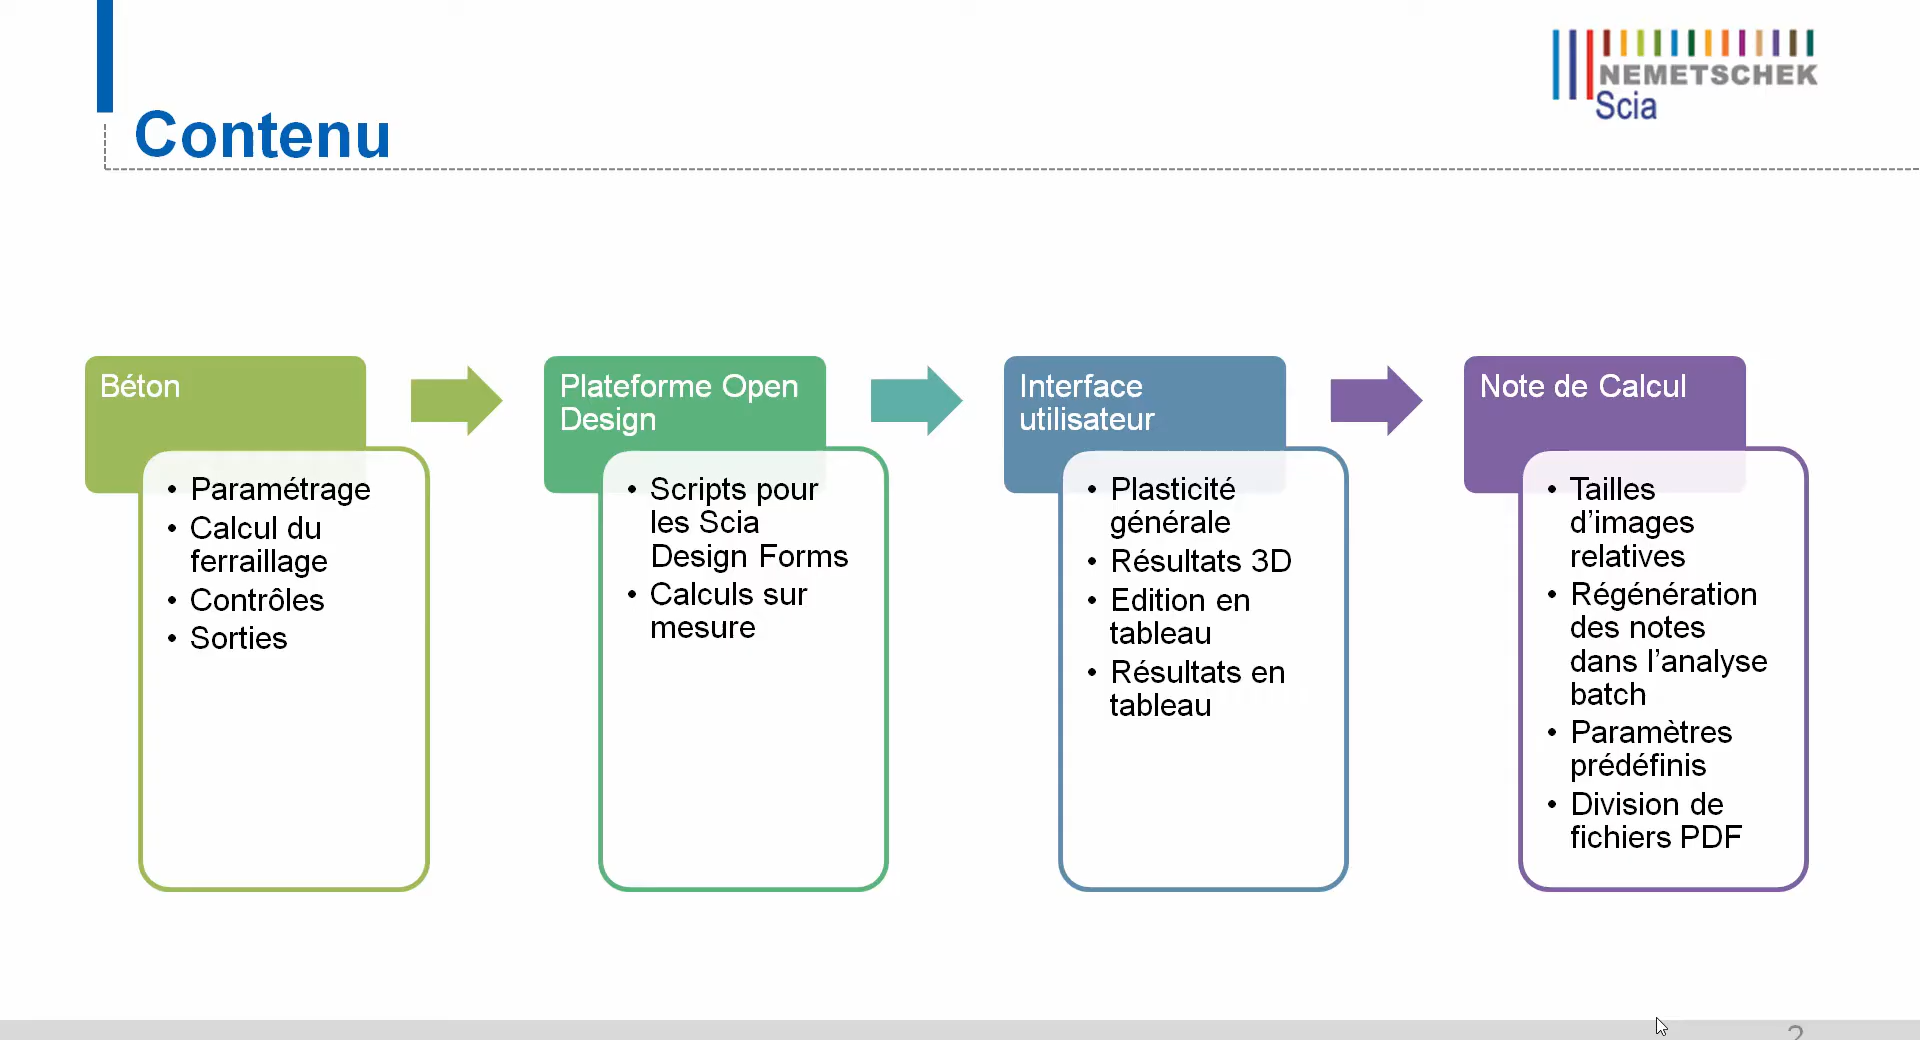 NEMETSCHEK
Scia
Contenu
Béton
• Paramétrage
• Calcul du
ferraillage
• Contrôles
• Sorties
Plateforme Open
Design
• Scripts pour
les Scia
Design Forms
• Calculs sur
mesure
Interface
utilisateur
• Plasticité
générale
• Résultats 3D
• Edition en
tableau
• Résultats en
tableau
Note de Calcul
• Tailles
d’images
relatives
• Régénération
des notes
dans l’analyse
batch
• Paramètres
prédéfinis
• Division de
fichiers PDF
2